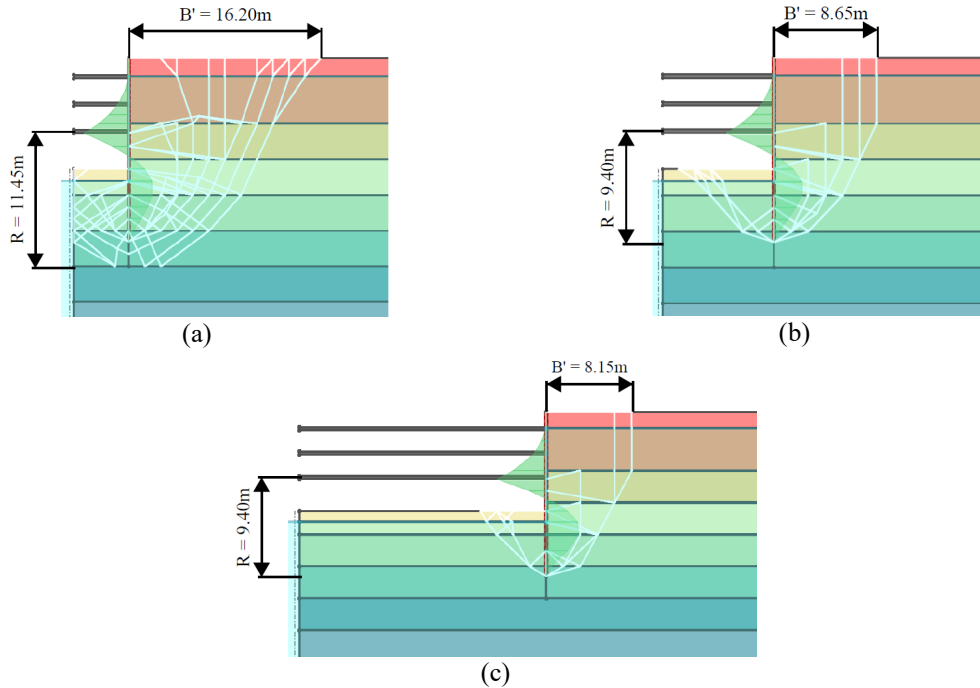 B' = 16.20m
R = 11.45m
(a)
B' = 8.65m
R = 9.40m
(b)
B' = 8.15m
R = 9.40m
(c)